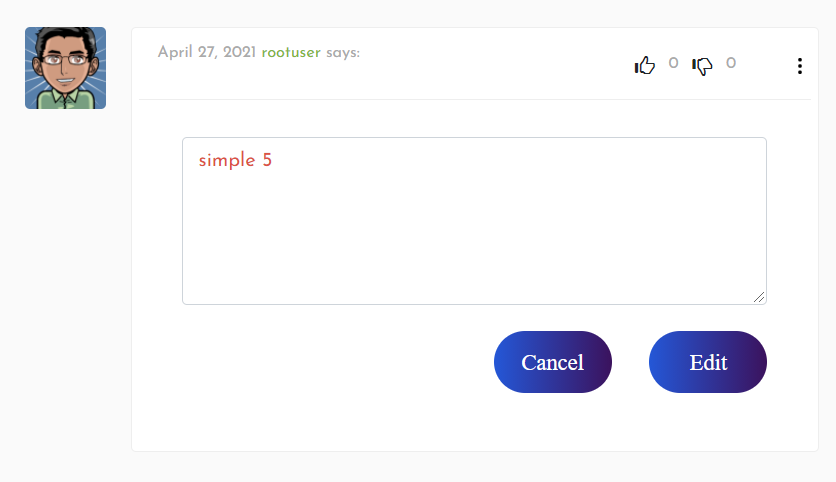 April 27, 2021 rootuser says:
0 0
simple 5
Cancel Edit